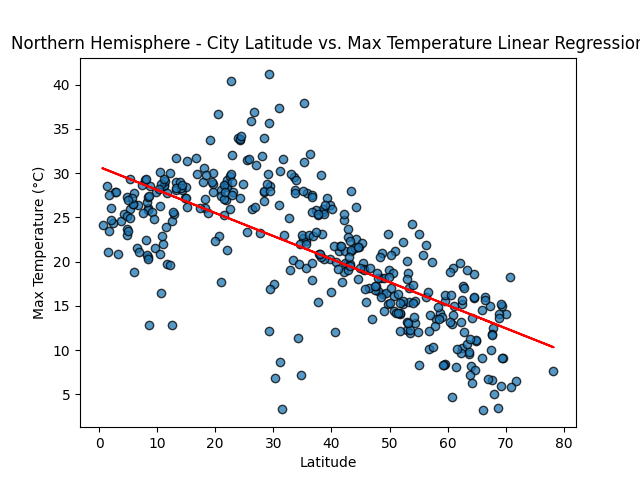 Northern Hemisphere - City Latitude vs. Max Temperature Linear Regression
40
35
30
25
20
15
10
5
Max Temperature (°C)
0 10 20 30 40 50 60 70 80
Latitude